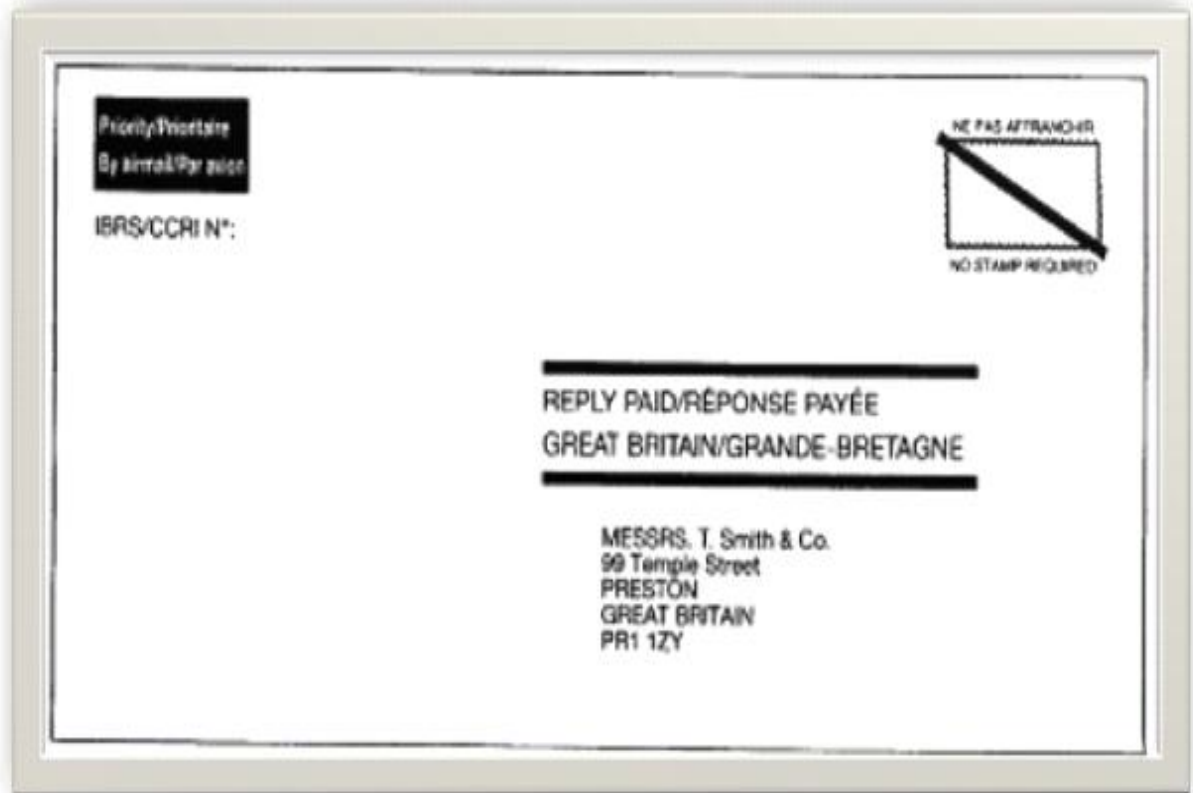 Priority/Prioritaire
By airmail/Par avion
IBRS/CCRI N°:
NE PAS AFFRANCHIR
NO STAMP REQUIRED
REPLY PAID/RÉPONSE PAYÉE
GREAT BRITAIN/GRANDE-BRETAGNE
MESSRS. T. Smith & Co.
99 Temple Street
PRESTON
GREAT BRITAIN
PR1 1ZY